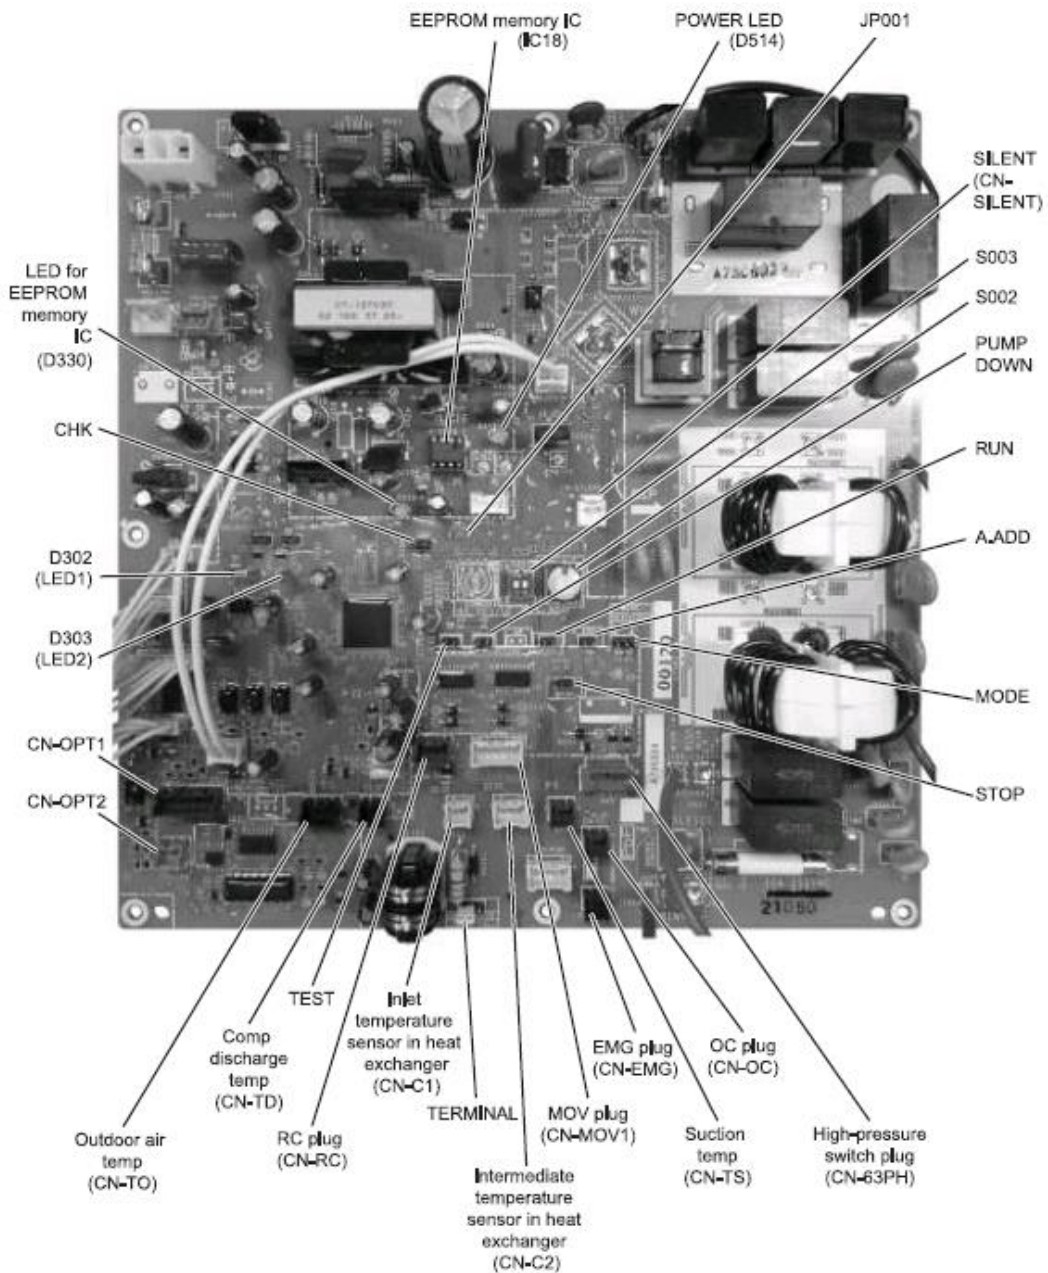 EEPROM memory IC
(IC18)
POWER LED
(D514)
JP001
SILENT
(CN-
SILENT)
S003
S002
PUMP
DOWN
RUN
A.ADD
MODE
STOP
LED for
EEPROM
memory
IC
(D330)
CHK
D302
(LED1)
D303
(LED2)
CN-OPT1
CN-OPT2
00120
21050
TEST
Comp
discharge
temp
(CN-TD)
Inlet
temperature
sensor in heat
exchanger
(CN-C1)
EMG plug
(CN-EMG)
OC plug
(CN-OC)
TERMINAL
MOV plug
(CN-MOV1)
Outdoor air
temp
(CN-TO)
RC plug
(CN-RC)
Suction
temp
(CN-TS)
High-pressure
switch plug
(CN-63PH)
Intermediate
temperature
sensor in heat
exchanger
(CN-C2)